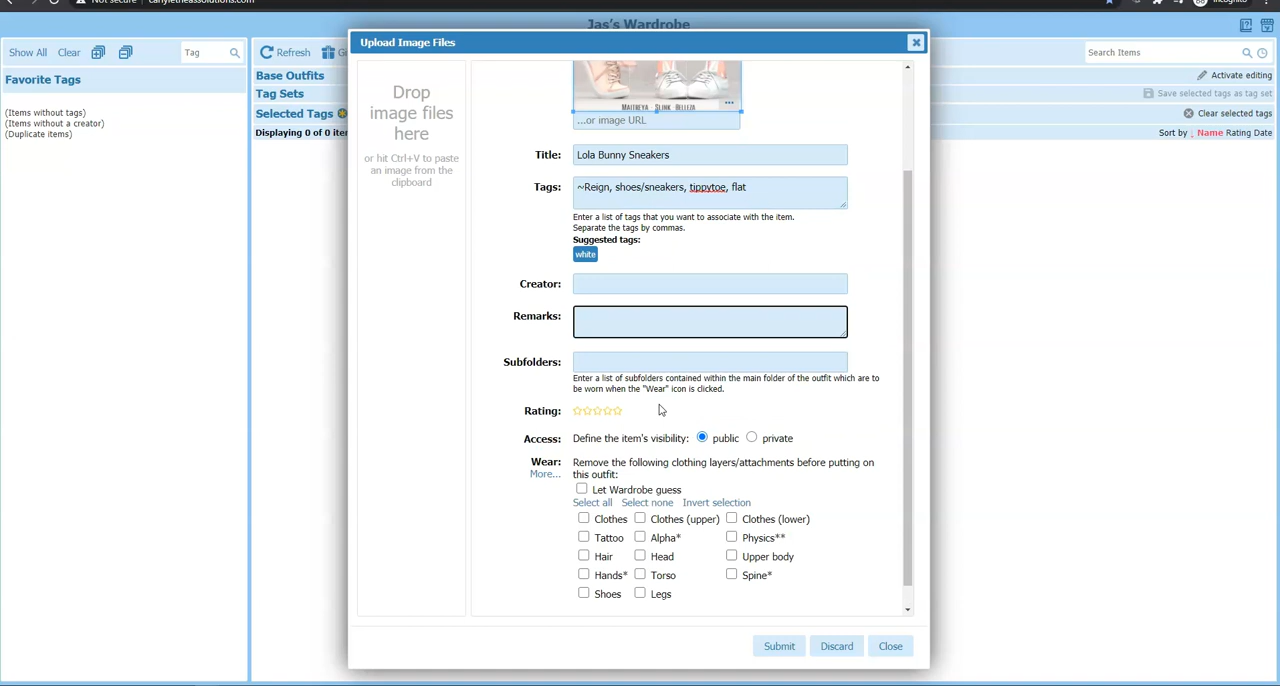 Not secure
canyletheassolutions.com
Incognito
Jas's Wardrobe
Show All Clear Tag
Refresh
Search Items
Favorite Tags
(Items without tags)
(Items without a creator)
(Duplicate items)
Base Outfits
Activate editing
Tag Sets
Save selected tags as tag set
Selected Tags
Clear selected tags
Displaying 0 of 0
Sort by Name Rating Date
Upload Image Files
Drop
image files
here
or hit Ctrl+V to paste
an image from the
clipboard
MAITREYA SLINK BELLEZA
...or image URL
Title: Lola Bunny Sneakers
Tags: ~Reign, shoes/sneakers, tippytoe, flat
Enter a list of tags that you want to associate with the item.
Separate the tags by commas.
Suggested tags:
white
Creator:
Remarks:
Subfolders:
Enter a list of subfolders contained within the main folder of the outfit which are to
be worn when the "Wear" icon is clicked.
Rating:
Access: Define the item's visibility: public private
Wear: Remove the following clothing layers/attachments before putting on
More... this outfit:
Let Wardrobe guess
Select all Select none Invert selection
Clothes Clothes (upper) Clothes (lower)
Tattoo Alpha* Physics**
Hair Head Upper body
Hands* Torso Spine*
Shoes Legs
Submit Discard Close